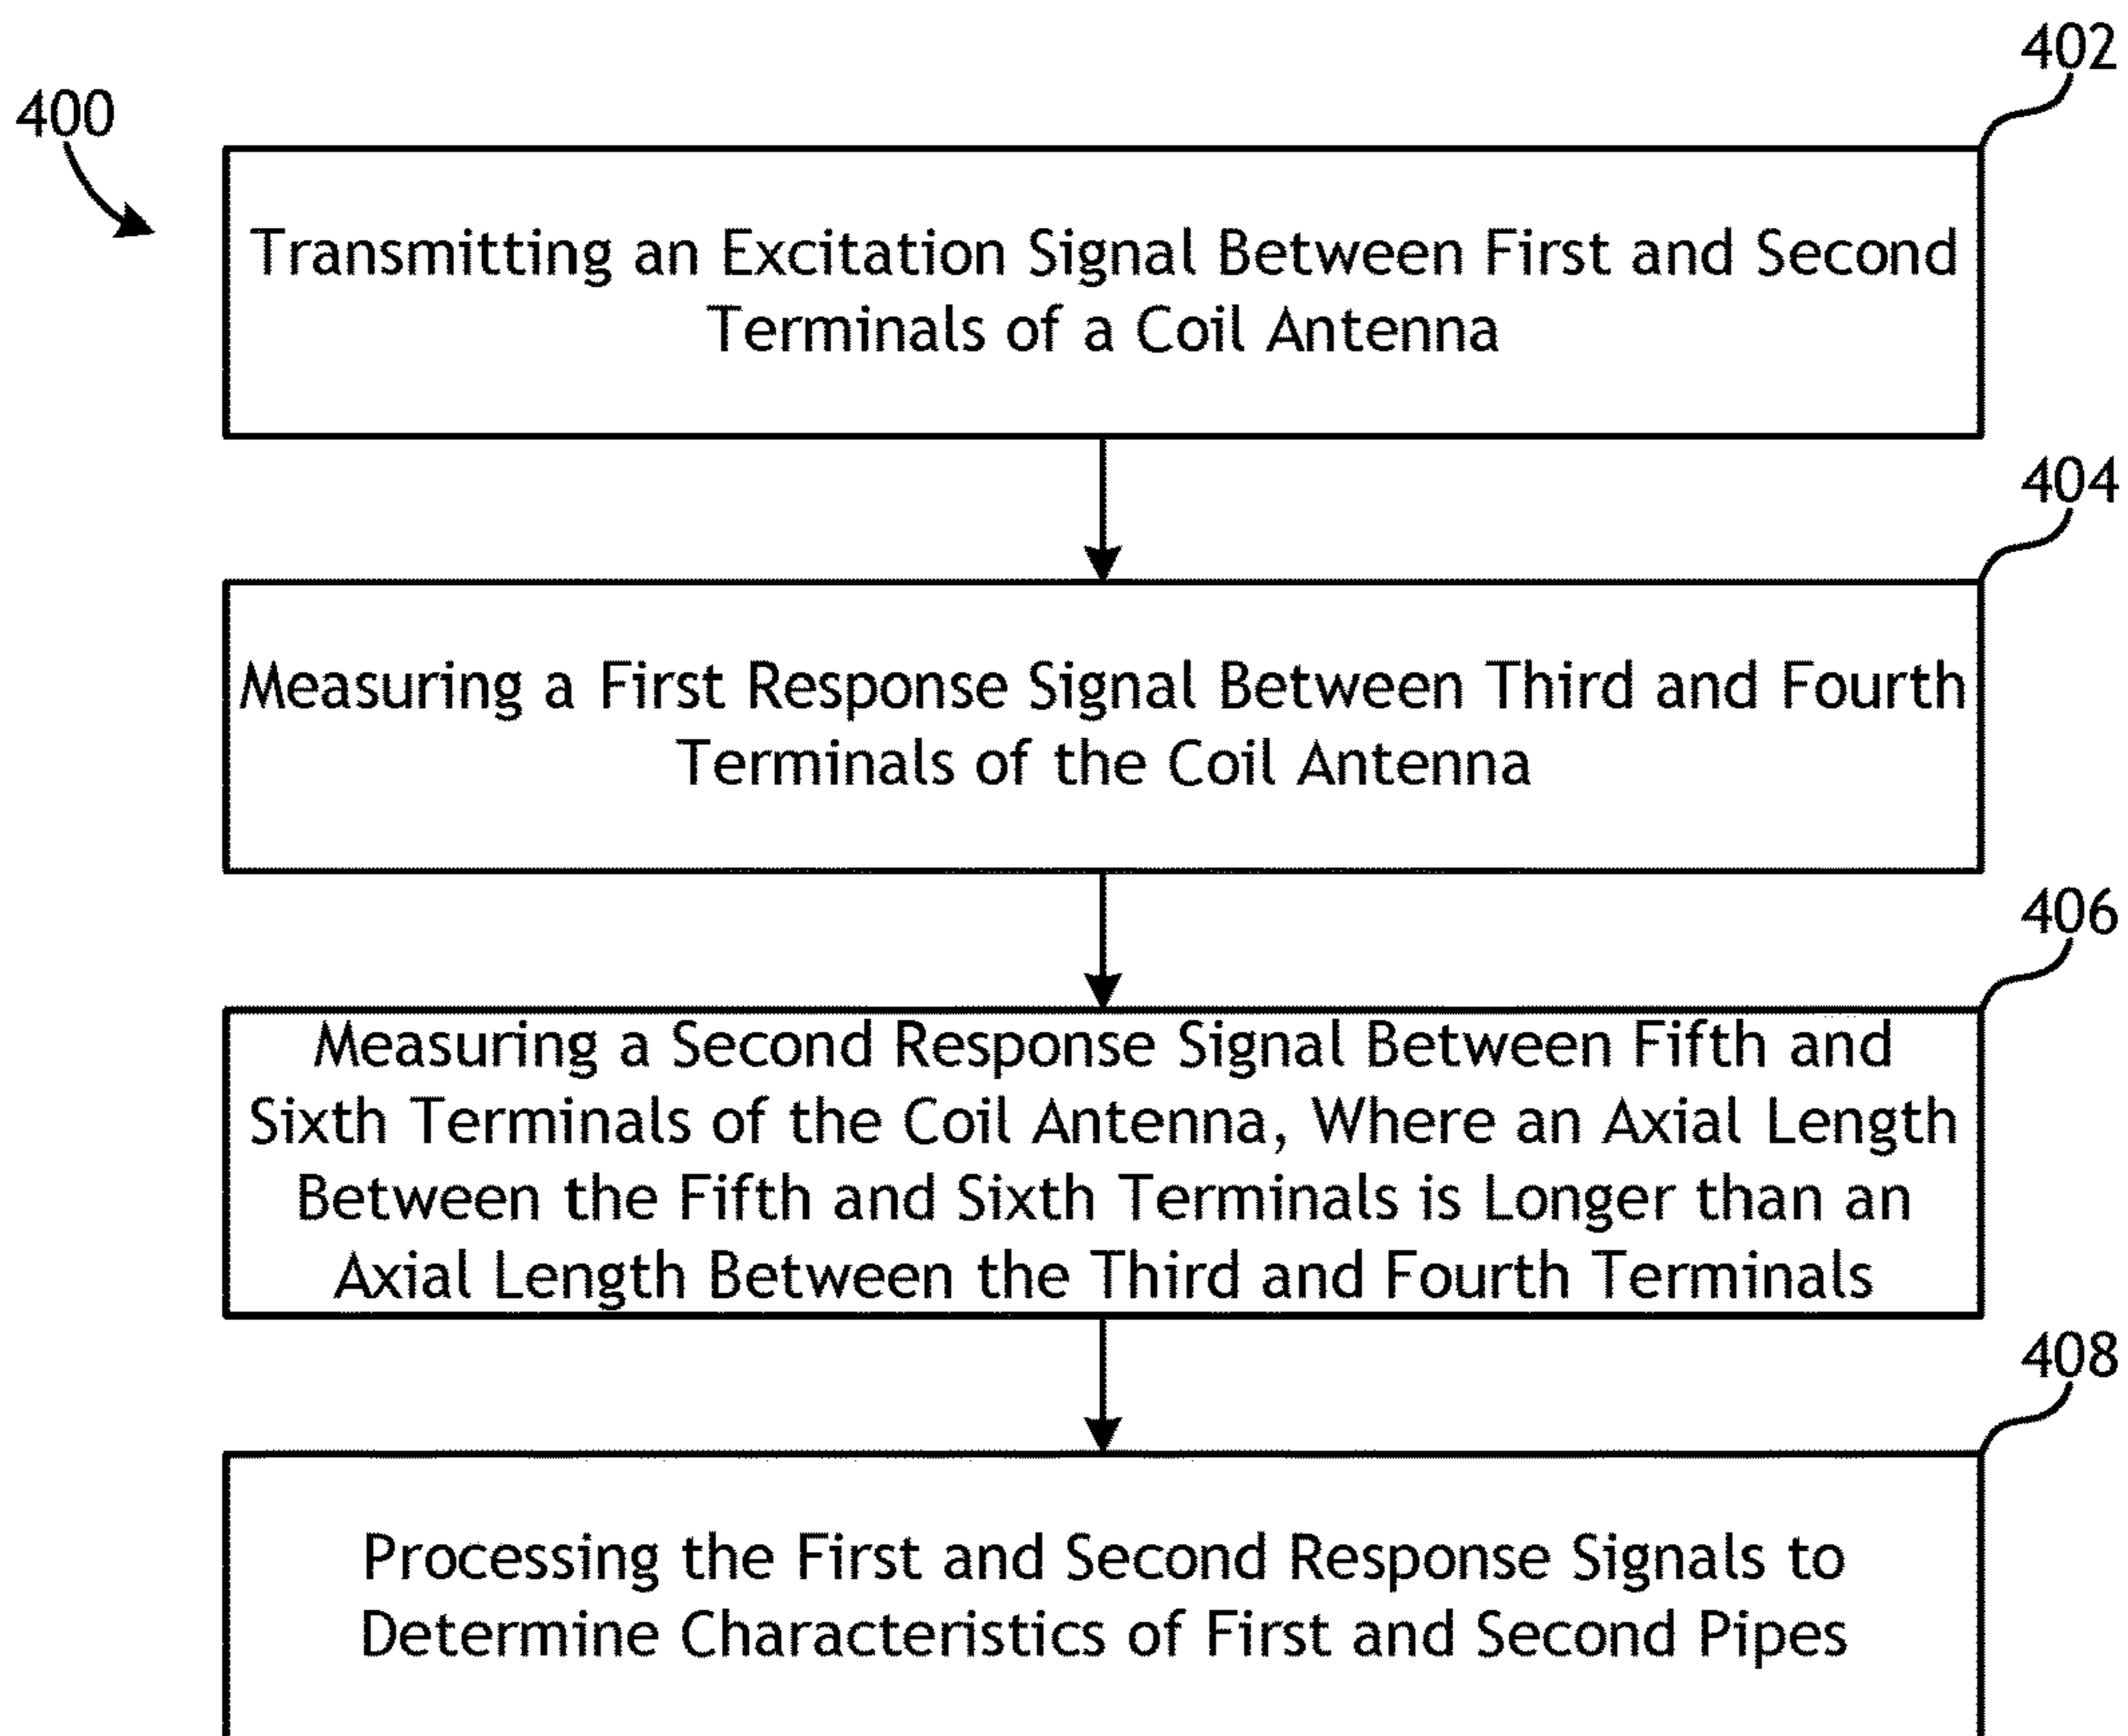 402
400
Transmitting an Excitation Signal Between First and Second
Terminals of a Coil Antenna
404
Measuring a First Response Signal Between Third and Fourth
Terminals of the Coil Antenna
406
Measuring a Second Response Signal Between Fifth and
Sixth Terminals of the Coil Antenna, Where an Axial Length
Between the Fifth and Sixth Terminals is Longer than an
Axial Length Between the Third and Fourth Terminals
408
Processing the First and Second Response Signals to
Determine Characteristics of First and Second Pipes